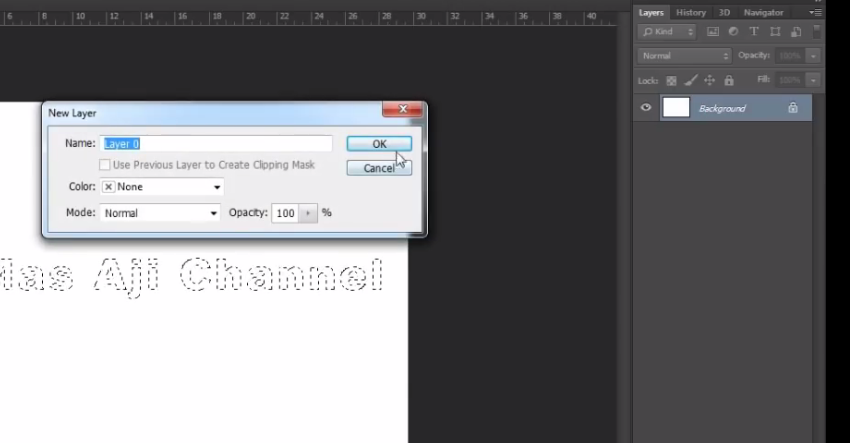 Layers History 3D Navigator
6 8 10 12 14 16 18 20 22 24 26 28 30 32 34 36 38 40
Kind
Normal Opacity: 100%
Lock: Fill: 100%
Background
New Layer
Name: Layer 0 OK
Use Previous Layer to Create Clipping Mask Cancel
Color: None
Mode: Normal Opacity: 100 %
Mas Aji Channel